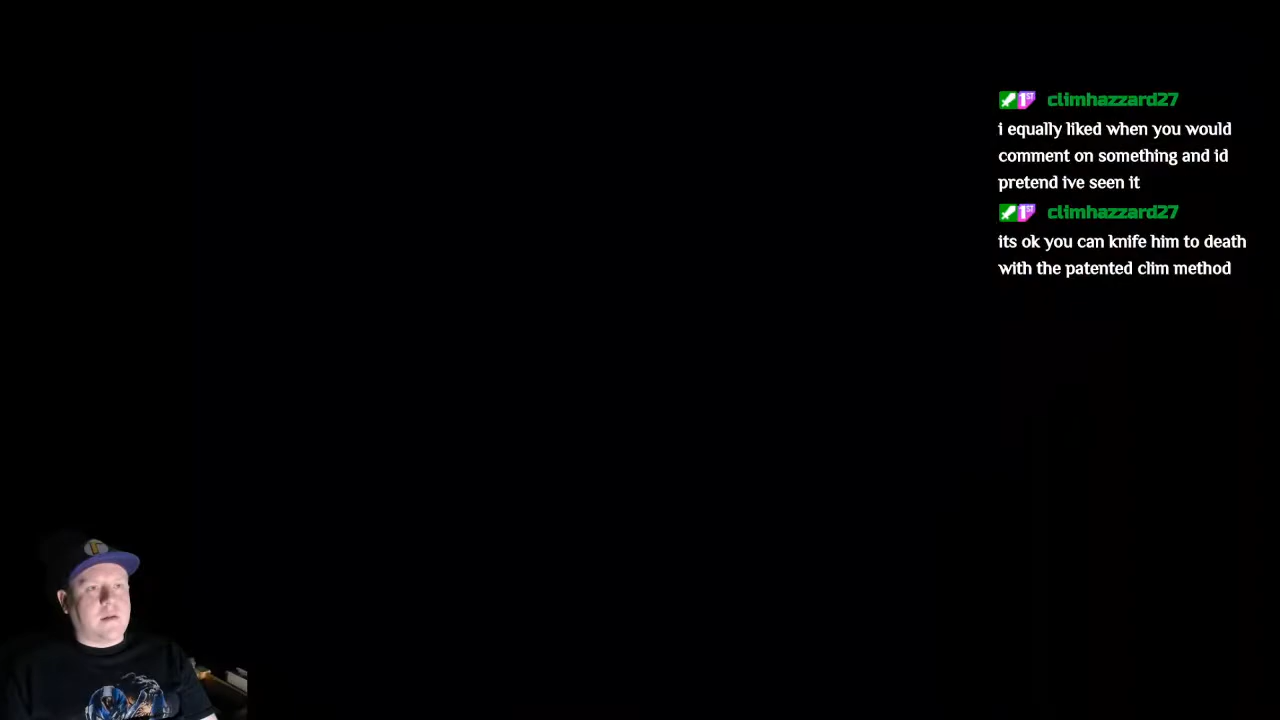 climhazzard27
i equally liked when you would
comment on something and id
pretend ive seen it
climhazzard27
its ok you can knife him to death
with the patented clim method